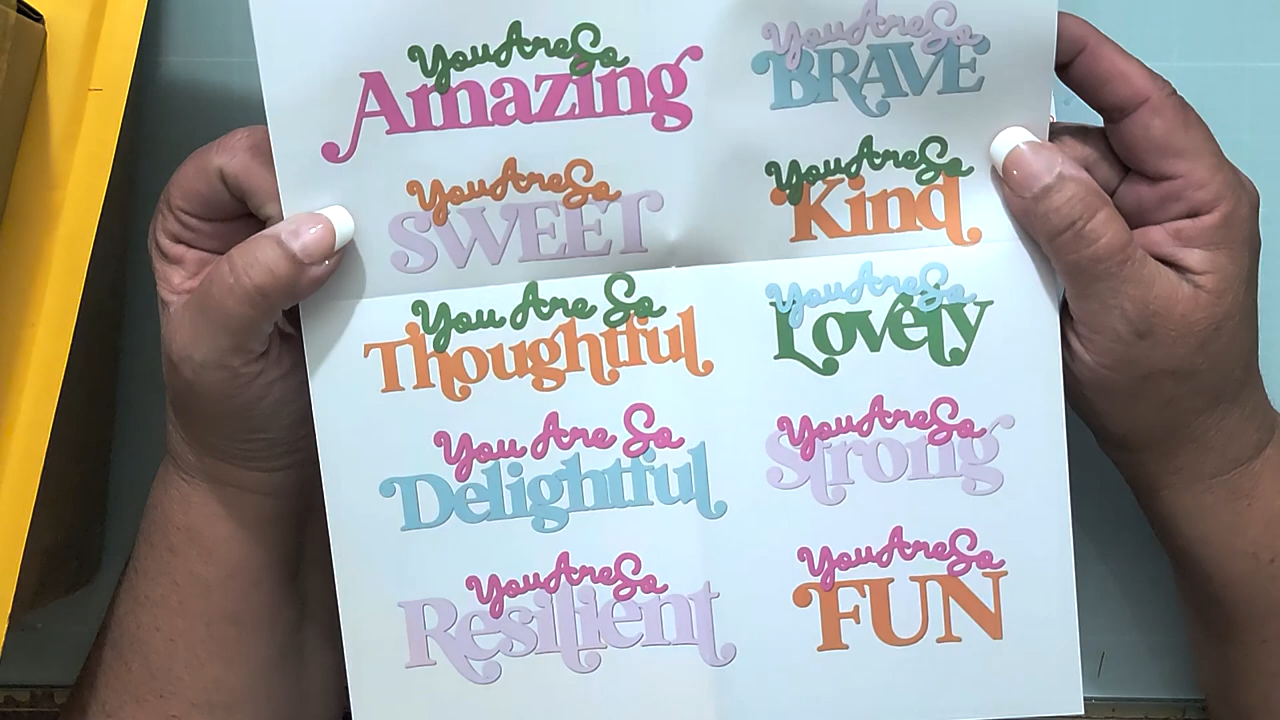 You Are So
Amazing
You Are So
BRAVE
You Are So
SWEET
You Are So
Kind
You Are So
Thoughtful
You Are So
Lovely
You Are So
Delightful
You Are So
Strong
You Are So
Resilient
You Are So
FUN